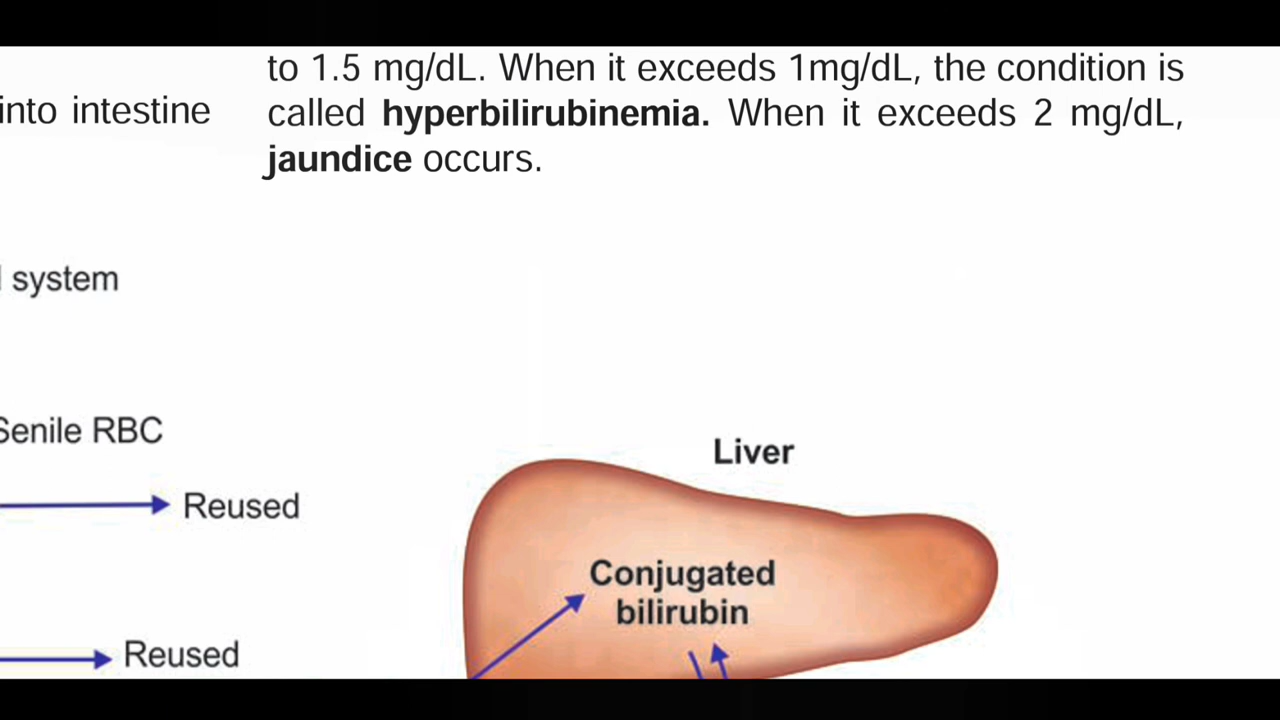 to 1.5 mg/dL. When it exceeds 1mg/dL, the condition is
called hyperbilirubinemia. When it exceeds 2 mg/dL,
jaundice occurs.
into intestine
system
Senile RBC
Reused
Reused
Liver
Conjugated
bilirubin